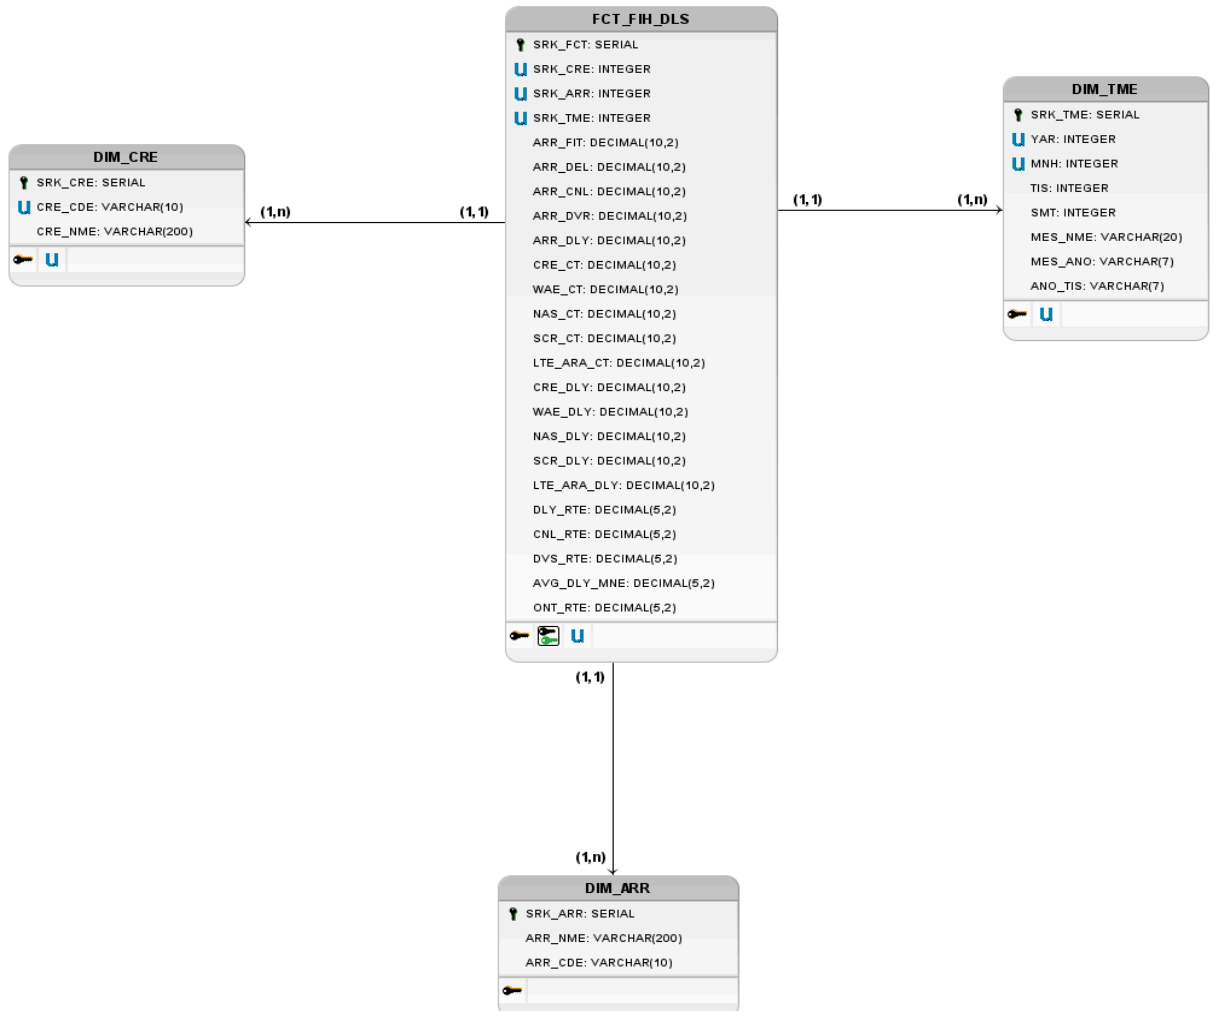 FCT_FIH_DLS
SRK_FCT: SERIAL
U SRK_CRE: INTEGER
U SRK_ARR: INTEGER
U SRK_TME: INTEGER
ARR_FIT: DECIMAL(10,2)
ARR_DEL: DECIMAL(10,2)
ARR_CNL: DECIMAL(10,2)
ARR_DVR: DECIMAL(10,2)
ARR_DLY: DECIMAL(10,2)
CRE_CT: DECIMAL(10,2)
WAE_CT: DECIMAL(10,2)
NAS_CT: DECIMAL(10,2)
SCR_CT: DECIMAL(10,2)
LTE_ARA_CT: DECIMAL(10,2)
CRE_DLY: DECIMAL(10,2)
WAE_DLY: DECIMAL(10,2)
NAS_DLY: DECIMAL(10,2)
SCR_DLY: DECIMAL(10,2)
LTE_ARA_DLY: DECIMAL(10,2)
DLY_RTE: DECIMAL(5,2)
CNL_RTE: DECIMAL(5,2)
DVS_RTE: DECIMAL(5,2)
AVG_DLY_MNE: DECIMAL(5,2)
ONT_RTE: DECIMAL(5,2)
U
DIM_TME
SRK_TME: SERIAL
U YAR: INTEGER
U MNH: INTEGER
TIS: INTEGER
SMT: INTEGER
MES_NME: VARCHAR(20)
MES_ANO: VARCHAR(7)
ANO_TIS: VARCHAR(7)
U
DIM_CRE
SRK_CRE: SERIAL
U CRE_CDE: VARCHAR(10)
CRE_NME: VARCHAR(200)
U
(1,n)
(1,1)
(1,1)
(1,n)
(1,1)
(1,n)
DIM_ARR
SRK_ARR: SERIAL
ARR_NME: VARCHAR(200)
ARR_CDE: VARCHAR(10)